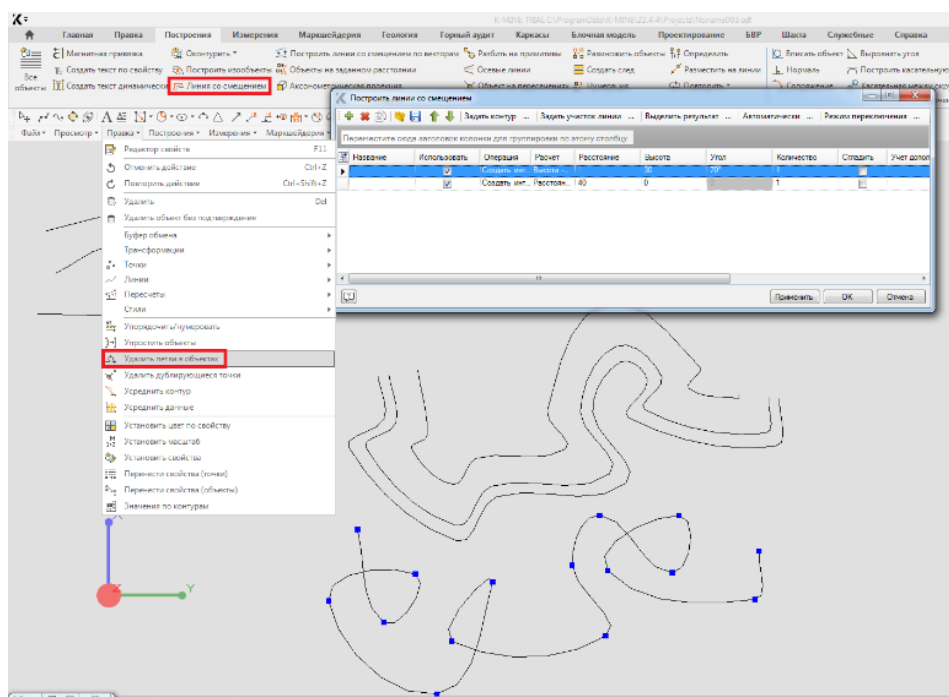 K-MINE TRIAL C:\ProgramData\K-MINE\22.4.4\Projects\Noname003.pdf
Главная Правка Построения Измерения Маркшейдерия Геология Горный аудит Каркасы Блочная модель Проектирование БВР Шахта Служебные Справка
Магнитная привязка Оконтурить Построить линии со смещением по векторам Разбить на примитивы Размножить объекты Определить Вписать объект Выровнять угол
Создать текст по свойству Построить изообъекты Объекты на заданном расстоянии Осевые линии Создать след Разместить на линии Нормаль Построить касательную
Все объекты Создать текст динамически Линия со смещением Аксонометрическая проекция Объект на пересечениях Нумерация Повторить Сопряжение
Построить линии со смещением
Задать контур ... Задать участок линии ... Выделить результат ... Автоматически ... Режим переключения ...
Переместите сюда заголовок колонки для группировки по этому столбцу
Название Использовать Операция Расчет Расстояние Высота Угол Количество Сгладить Учет допол
Создать инт... Высота -... 30 70° 1
Создать инт... Расстоян... 40 0 1
Применить OK Отмена
Файл Просмотр Правка Построения Измерения Маркшейдерия
Редактор свойств F11
Отменить действие Ctrl+Z
Повторить действие Ctrl+Shift+Z
Удалить Del
Удалить объект без подтверждения
Буфер обмена
Трансформации
Точки
Линии
Пересчеты
Стили
Упорядочить/нумеровать
Упростить объекты
Удалить петли в объектах
Удалить дублирующиеся точки
Усреднить контур
Усреднить данные
Установить цвет по свойству
Установить масштаб
Установить свойства
Перенести свойства (точки)
Перенести свойства (объекты)
Значения по контурам
X
Z
Y